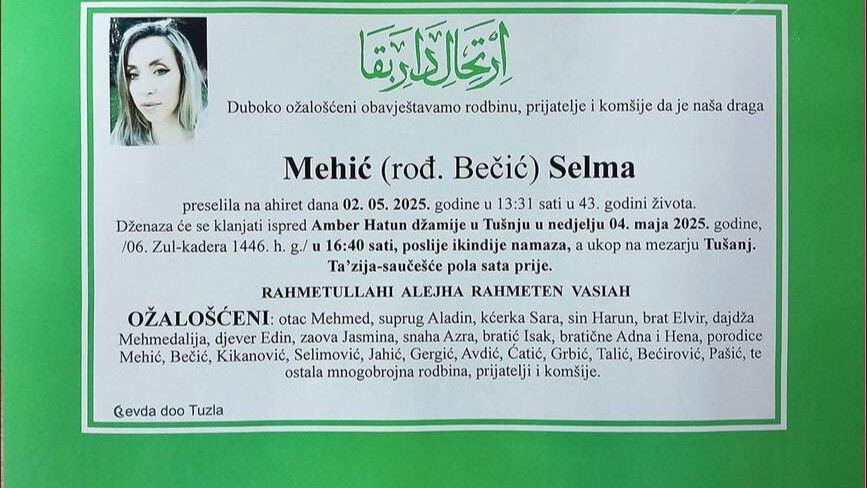 اِرْتِحَالِ دَارِ بَقَا
Duboko ožalošćeni obavještavamo rodbinu, prijatelje i komšije da je naša draga
Mehić (rođ. Bečić) Selma
preselila na ahiret dana 02. 05. 2025. godine u 13:31 sati u 43. godini života.
Dženaza će se klanjati ispred Amber Hatun džamije u Tušnju u nedjelju 04. maja 2025. godine,
/06. Zul-kadera 1446. h. g./ u 16:40 sati, poslije ikindije namaza, a ukop na mezarju Tušanj.
Ta’zija-saučešće pola sata prije.
RAHMETULLAHI ALEJHA RAHMETEN VASIAH
OŽALOŠĆENI: otac Mehmed, suprug Aladin, kćerka Sara, sin Harun, brat Elvir, dajdža
Mehmedalija, djever Edin, zaova Jasmina, snaha Azra, bratić Isak, bratične Adna i Hena, porodice
Mehić, Bečić, Kikanović, Selimović, Jahić, Gergić, Avdić, Ćatić, Grbić, Talić, Bećirović, Pašić, te
ostala mnogobrojna rodbina, prijatelji i komšije.
Cevda doo Tuzla